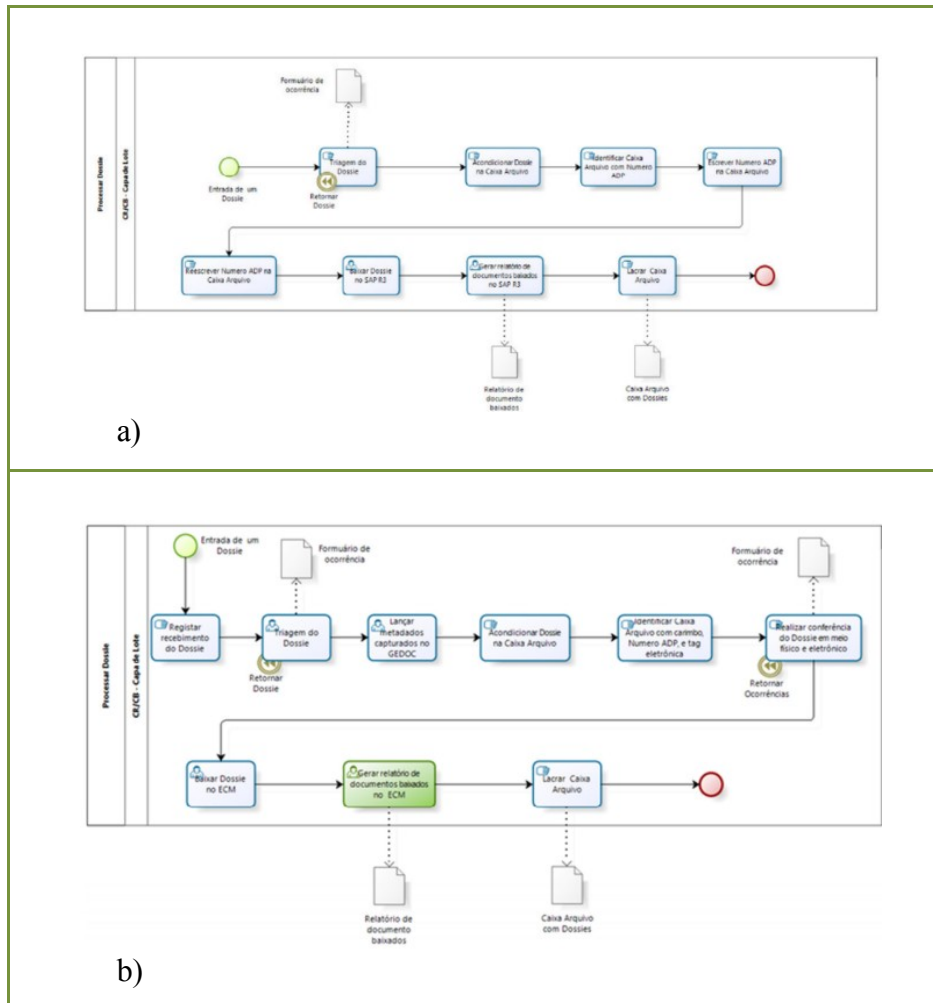 Processar Dossie
CR/CB - Capa de Lote
Formuário de
ocorrência
Entrada de um
Dossie
Triagem do
Dossie
Retornar
Dossie
Acondicionar Dossie
na Caixa Arquivo
Identificar Caixa
Arquivo com Numero
ADP
Escrever Numero ADP
na Caixa Arquivo
Reescrever Numero ADP na
Caixa Arquivo
Baixar Dossie
no SAP R3
Gerar relatório de
documentos baixados
no SAP R3
Lacrar Caixa
Arquivo
Relatório de
documento
baixados
Caixa Arquivo
com Dossies
a)
Processar Dossie
CR/CB - Capa de Lote
Entrada de um
Dossie
Formuário de
ocorrência
Formuário de
ocorrência
Registar
recebimento
do Dossie
Triagem do
Dossie
Retornar
Dossie
Lançar
metadados
capturados no
GEDOC
Acondicionar Dossie
na Caixa Arquivo
Identificar Caixa
Arquivo com carimbo,
Numero ADP, e tag
eletrônica
Realizar conferência
do Dossie em meio
físico e eletrônico
Retornar
Ocorrências
Baixar Dossie
no ECM
Gerar relatório de
documentos baixados
no ECM
Lacrar Caixa
Arquivo
Relatório de
documento
baixados
Caixa Arquivo
com Dossies
b)